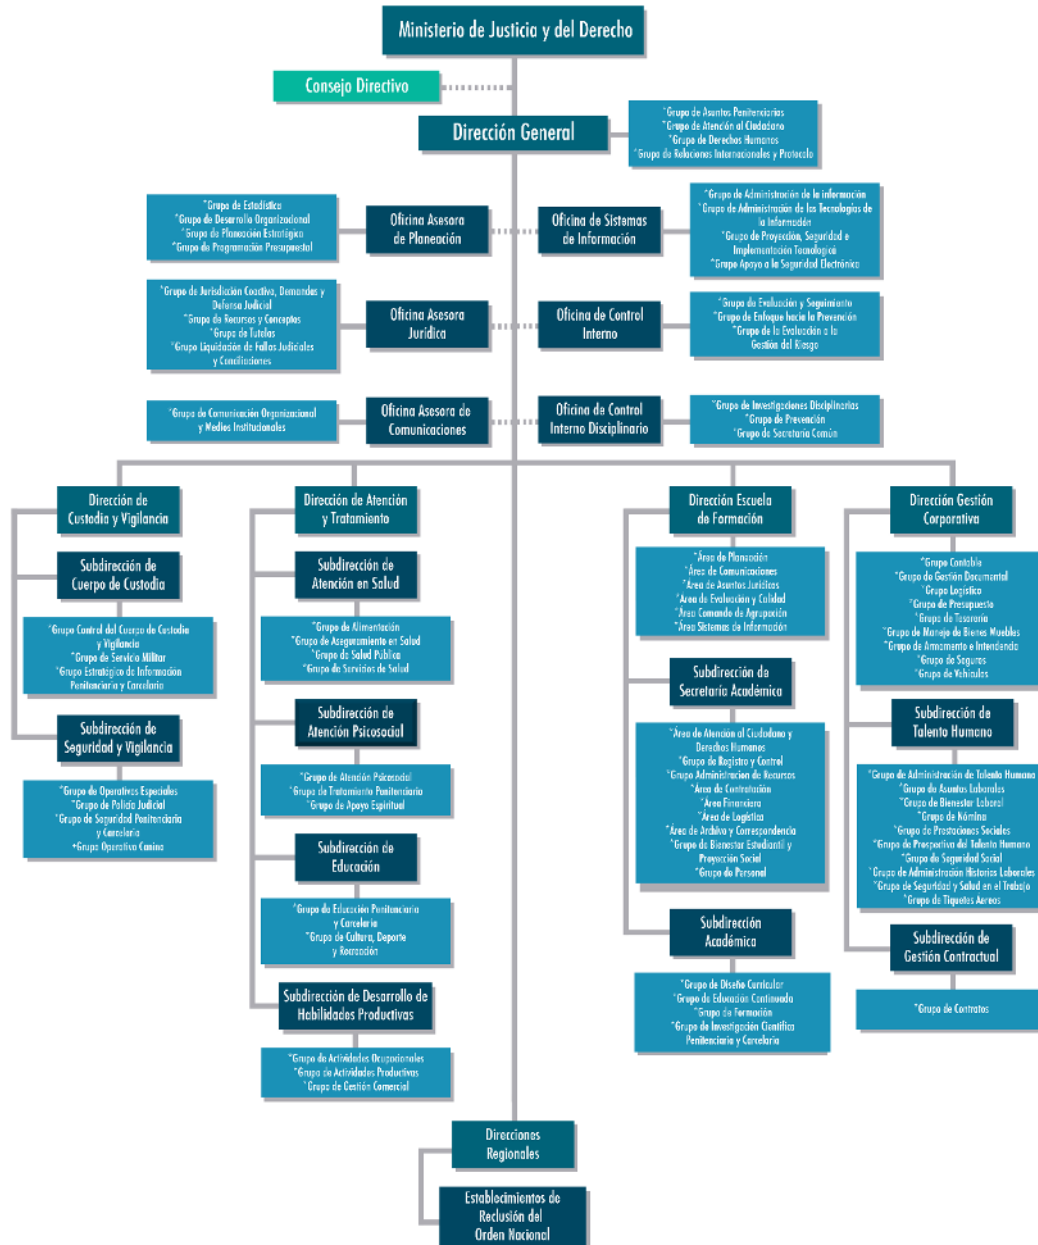 Ministerio de Justicia y del Derecho
Consejo Directivo
Dirección General
*Grupo de Asuntos Penitenciarios
*Grupo de Atención al Ciudadano
*Grupo de Derechos Humanos
*Grupo de Relaciones Internacionales y Protocolo
*Grupo de Estadística
*Grupo de Desarrollo Organizacional
*Grupo de Planeación Estratégica
*Grupo de Programación Presupuestal
Oficina Asesora
de Planeación
Oficina de Sistemas
de Información
*Grupo de Administración de la información
*Grupo de Administración de las Tecnologías de
la Información
*Grupo de Proyección, Seguridad e
Implementación Tecnológica
*Grupo Apoyo a la Seguridad Electrónica
*Grupo de Jurisdicción Coactiva, Demandas y
Defensa Judicial
*Grupo de Recursos y Conceptos
*Grupo de Tutelas
*Grupo Liquidación de Fallos Judiciales
y Conciliaciones
Oficina Asesora
Jurídica
Oficina de Control
Interno
*Grupo de Evaluación y Seguimiento
*Grupo de Enfoque hacia la Prevención
*Grupo de la Evaluación a la
Gestión del Riesgo
*Grupo de Comunicación Organizacional
y Medios Institucionales
Oficina Asesora de
Comunicaciones
Oficina de Control
Interno Disciplinario
*Grupo de Investigaciones Disciplinarias
*Grupo de Prevención
*Grupo de Secretaría Común
Dirección de
Custodia y Vigilancia
Subdirección de
Cuerpo de Custodia
*Grupo Control del Cuerpo de Custodia
y Vigilancia
*Grupo de Servicio Militar
*Grupo Estratégico de Información
Penitenciaria y Carcelaria
Subdirección de
Seguridad y Vigilancia
*Grupo de Operativos Especiales
*Grupo de Policía Judicial
*Grupo de Seguridad Penitenciaria
y Carcelaria
+Grupo Operativo Canino
Dirección de Atención
y Tratamiento
Subdirección de
Atención en Salud
*Grupo de Alimentación
*Grupo de Aseguramiento en Salud
*Grupo de Salud Pública
*Grupo de Servicios de Salud
Subdirección de
Atención Psicosocial
*Grupo de Atención Psicosocial
*Grupo de Tratamiento Penitenciario
*Grupo de Apoyo Espiritual
Subdirección de
Educación
*Grupo de Educación Penitenciaria
y Carcelaria
*Grupo de Cultura, Deporte
y Recreación
Subdirección de Desarrollo de
Habilidades Productivas
*Grupo de Actividades Ocupacionales
*Grupo de Actividades Productivas
*Grupo de Gestión Comercial
Dirección Escuela
de Formación
*Área de Planeación
*Área de Comunicaciones
*Área de Asuntos Jurídicos
*Área de Evaluación y Calidad
*Área Comando de Agrupación
*Área Sistemas de Información
Subdirección de
Secretaría Académica
*Área de Atención al Ciudadano y
Derechos Humanos
*Grupo de Registro y Control
*Grupo Administracion de Recursos
*Área de Contratación
*Área Financiera
*Área de Logística
*Área de Archivo y Correspondencia
*Grupo de Bienestar Estudiantil y
Proyección Social
*Grupo de Personal
Subdirección
Académica
*Grupo de Diseño Curricular
*Grupo de Educación Continuada
*Grupo de Formación
*Grupo de Investigación Científica
Penitenciaria y Carcelaria
Dirección Gestión
Corporativa
*Grupo Contable
*Grupo de Gestión Documental
*Grupo Logístico
*Grupo de Presupuesto
*Grupo de Tesorería
*Grupo de Manejo de Bienes Muebles
*Grupo de Armamento e Intendencia
*Grupo de Seguros
*Grupo de Vehículos
Subdirección de
Talento Humano
*Grupo de Administración de Talento Humano
*Grupo de Asuntos Laborales
*Grupo de Bienestar Laboral
*Grupo de Nómina
*Grupo de Prestaciones Sociales
*Grupo de Prospectiva del Talento Humano
*Grupo de Seguridad Social
*Grupo de Administración Historias Laborales
*Grupo de Seguridad y Salud en el Trabajo
*Grupo de Tiquetes Aereos
Subdirección de
Gestión Contractual
*Grupo de Contratos
Direcciones
Regionales
Establecimientos de
Reclusión del
Orden Nacional